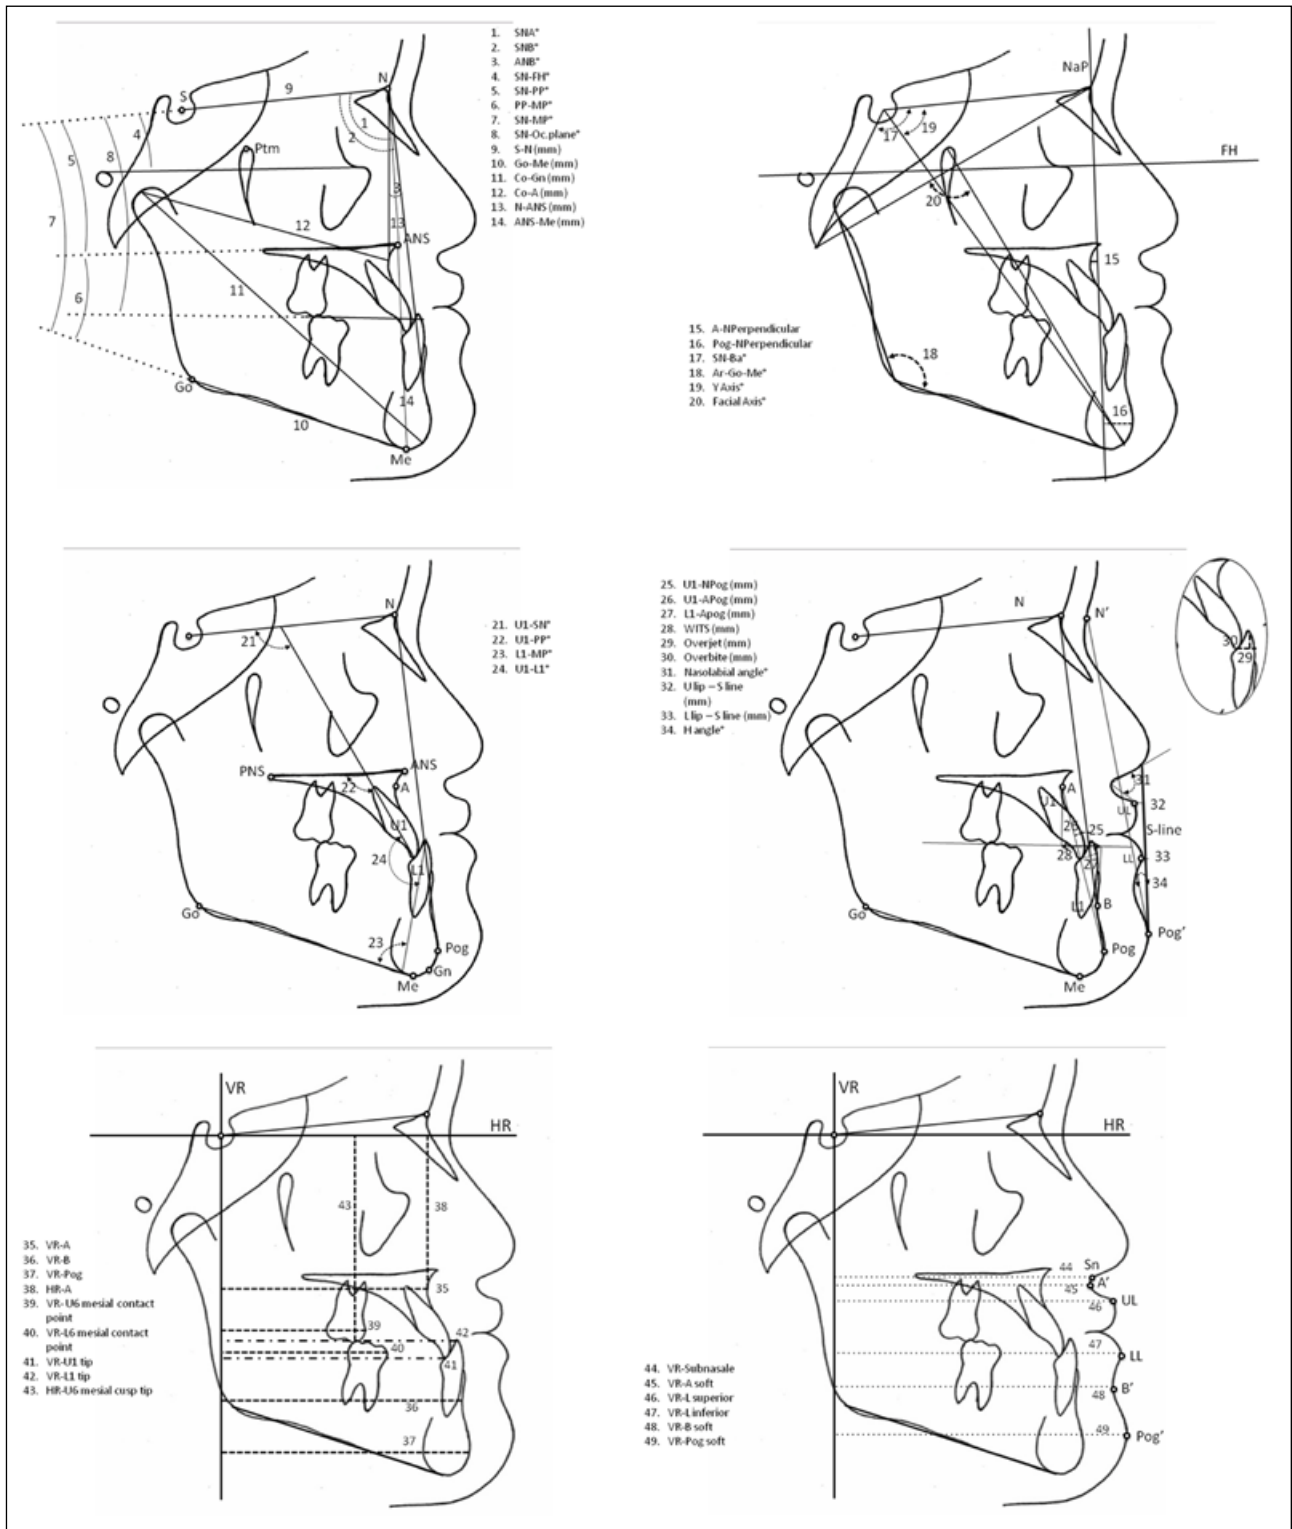 1. SNA°
2. SNB°
3. ANB°
4. SN-FH°
5. SN-PP°
6. PP-MP°
7. SN-MP°
8. SN-Oc.plane°
9. S-N (mm)
10. Go-Me (mm)
11. Co-Gn (mm)
12. Co-A (mm)
13. N-ANS (mm)
14. ANS-Me (mm)
N
S
9
1
2
4
5
8
Ptm
3
7
12
13
ANS
11
6
Go
14
10
Me
NaP
17
19
FH
20
15
15. A-NPerpendicular
16. Pog-NPerpendicular
17. SN-Ba°
18. Ar-Go-Me°
19. Y Axis°
20. Facial Axis°
18
16
N
21. U1-SN°
22. U1-PP°
23. L1-MP°
24. U1-L1°
21
PNS
ANS
22
A
U1
24
L1
Go
23
Pog
Gn
Me
25. U1-NPog (mm)
26. U1-APog (mm)
27. L1-Apog (mm)
28. WITS (mm)
29. Overjet (mm)
30. Overbite (mm)
31. Nasolabial angle°
32. U lip – S line
(mm)
33. L lip – S line (mm)
34. H angle°
N
N'
30
29
31
A
U1
UL
32
26
25
S-line
28
27
LL
33
34
L1
B
Go
Pog'
Pog
Me
VR
HR
43
38
35. VR-A
36. VR-B
37. VR-Pog
38. HR-A
39. VR-U6 mesial contact
point
40. VR-L6 mesial contact
point
41. VR-U1 tip
42. VR-L1 tip
43. HR-U6 mesial cusp tip
35
39
42
40
41
36
37
VR
HR
44
Sn
45
A'
46
UL
47
LL
44. VR-Subnasale
45. VR-A soft
46. VR-L superior
47. VR-L inferior
48. VR-B soft
49. VR-Pog soft
48
B'
49
Pog'